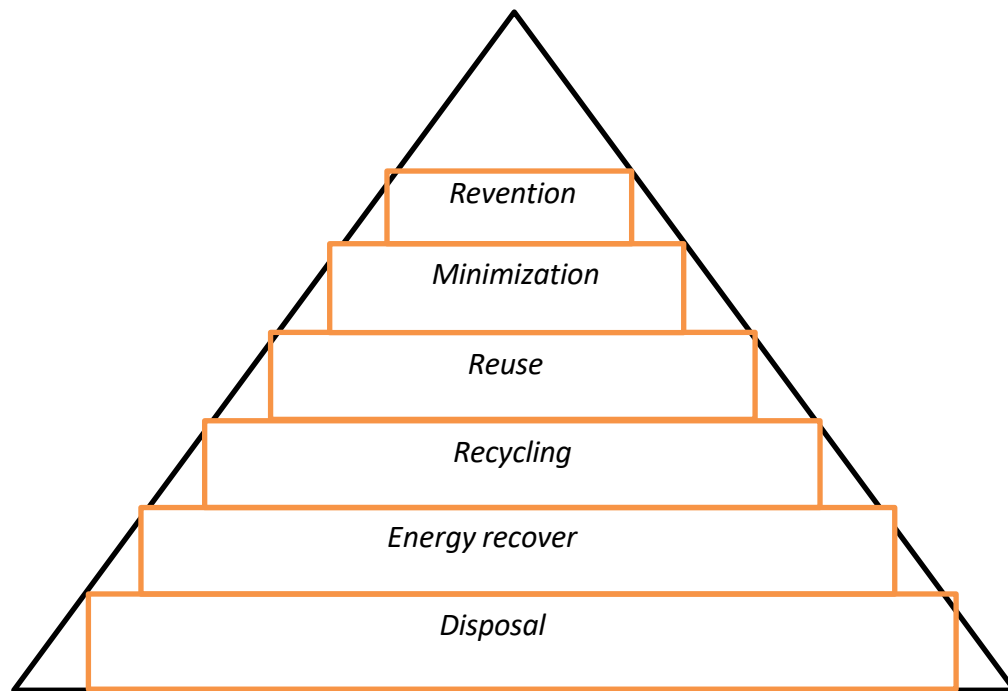 Revention
Minimization
Reuse
Recycling
Energy recover
Disposal